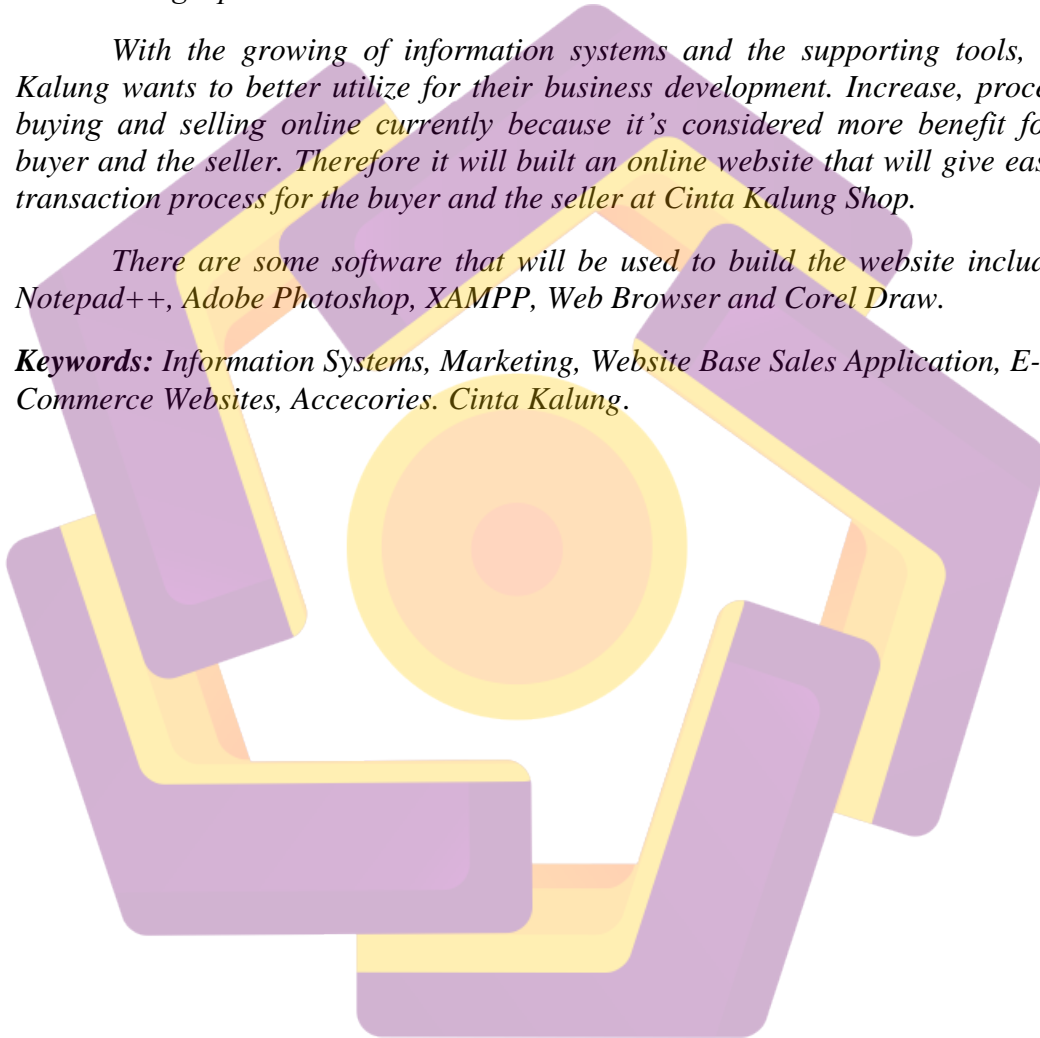 With the growing of information systems and the supporting tools,
Kalung wants to better utilize for their business development. Increase,
buying and selling online currently because it's considered more benefit
buyer and the seller. Therefore it will built an online website that will give
transaction process for the buyer and the seller at Cinta Kalung Shop.
There are some software that will be used to build the website
Notepad++, Adobe Photoshop, XAMPP, Web Browser and Corel Draw.
Keywords: Information Systems, Marketing, Website Base Sales Application, E-
Commerce Websites, Accecories. Cinta Kalung.